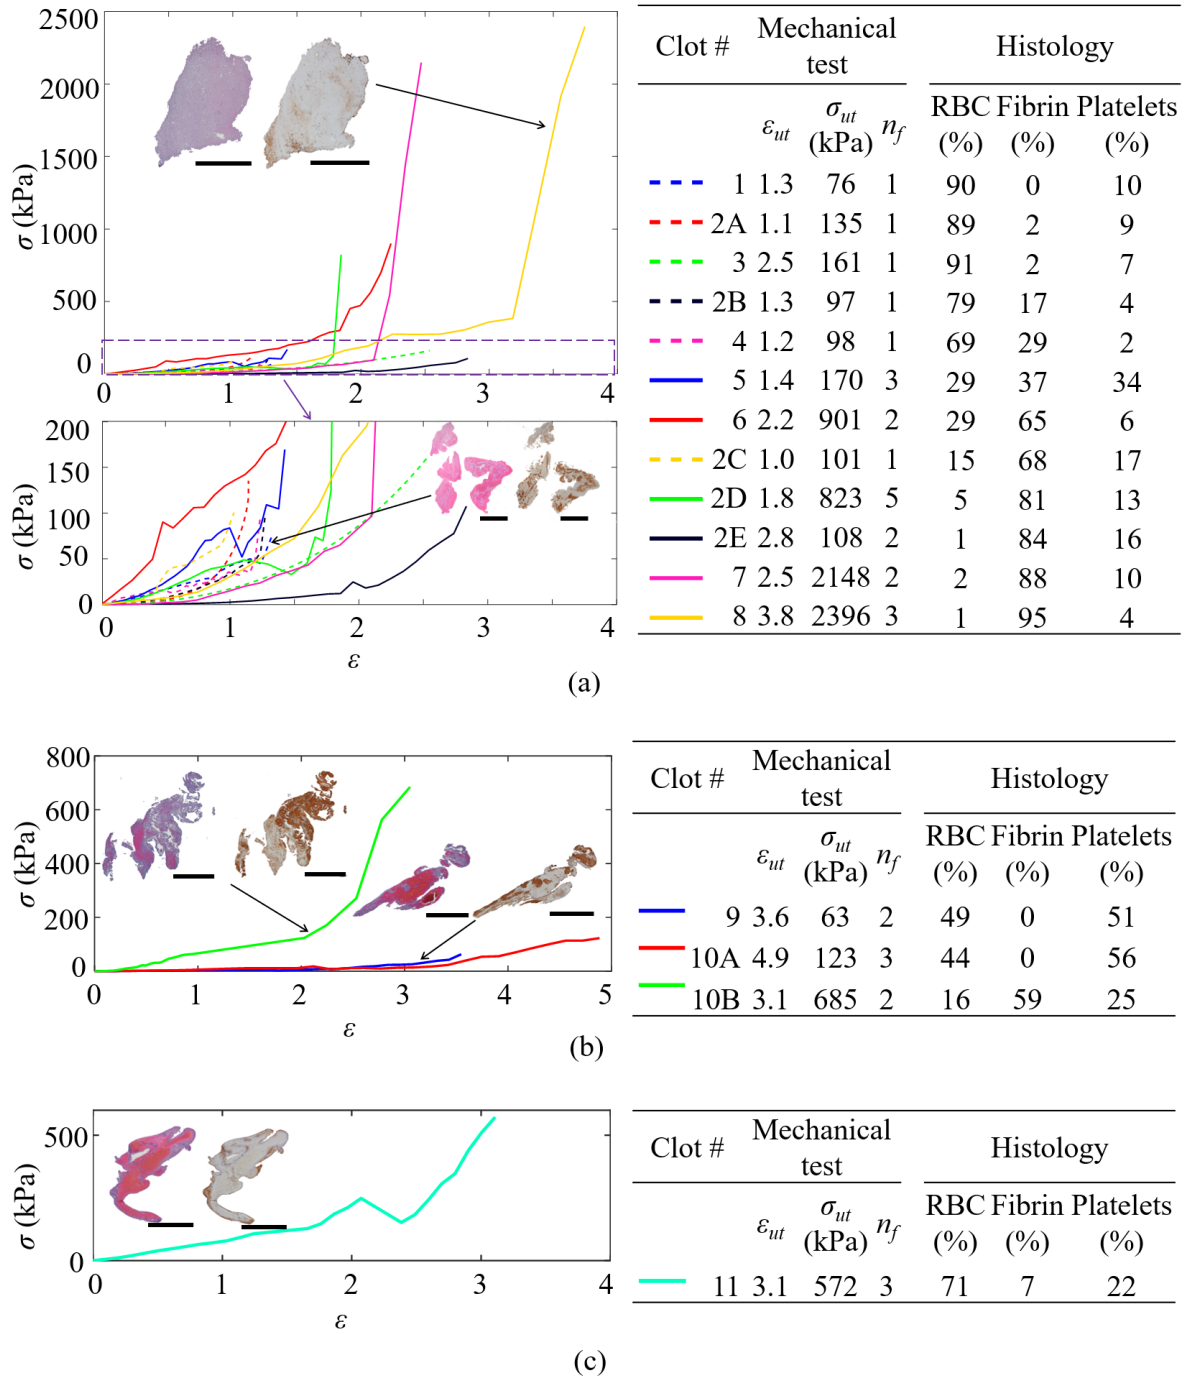 2500
2000
1500
1000
500
0
σ (kPa)
0 1 2 3 4
200
150
100
50
0
σ (kPa)
0 1 2 3 4
ε
Clot # Mechanical test Histology
ε_ut σ_ut (kPa) n_f RBC (%) Fibrin (%) Platelets (%)
1 1.3 76 1 90 0 10
2A 1.1 135 1 89 2 9
3 2.5 161 1 91 2 7
2B 1.3 97 1 79 17 4
4 1.2 98 1 69 29 2
5 1.4 170 3 29 37 34
6 2.2 901 2 29 65 6
2C 1.0 101 1 15 68 17
2D 1.8 823 5 5 81 13
2E 2.8 108 2 1 84 16
7 2.5 2148 2 2 88 10
8 3.8 2396 3 1 95 4
(a)
800
600
400
200
0
σ (kPa)
0 1 2 3 4 5
ε
Clot # Mechanical test Histology
ε_ut σ_ut (kPa) n_f RBC (%) Fibrin (%) Platelets (%)
9 3.6 63 2 49 0 51
10A 4.9 123 3 44 0 56
10B 3.1 685 2 16 59 25
(b)
500
0
σ (kPa)
0 1 2 3 4
ε
Clot # Mechanical test Histology
ε_ut σ_ut (kPa) n_f RBC (%) Fibrin (%) Platelets (%)
11 3.1 572 3 71 7 22
(c)